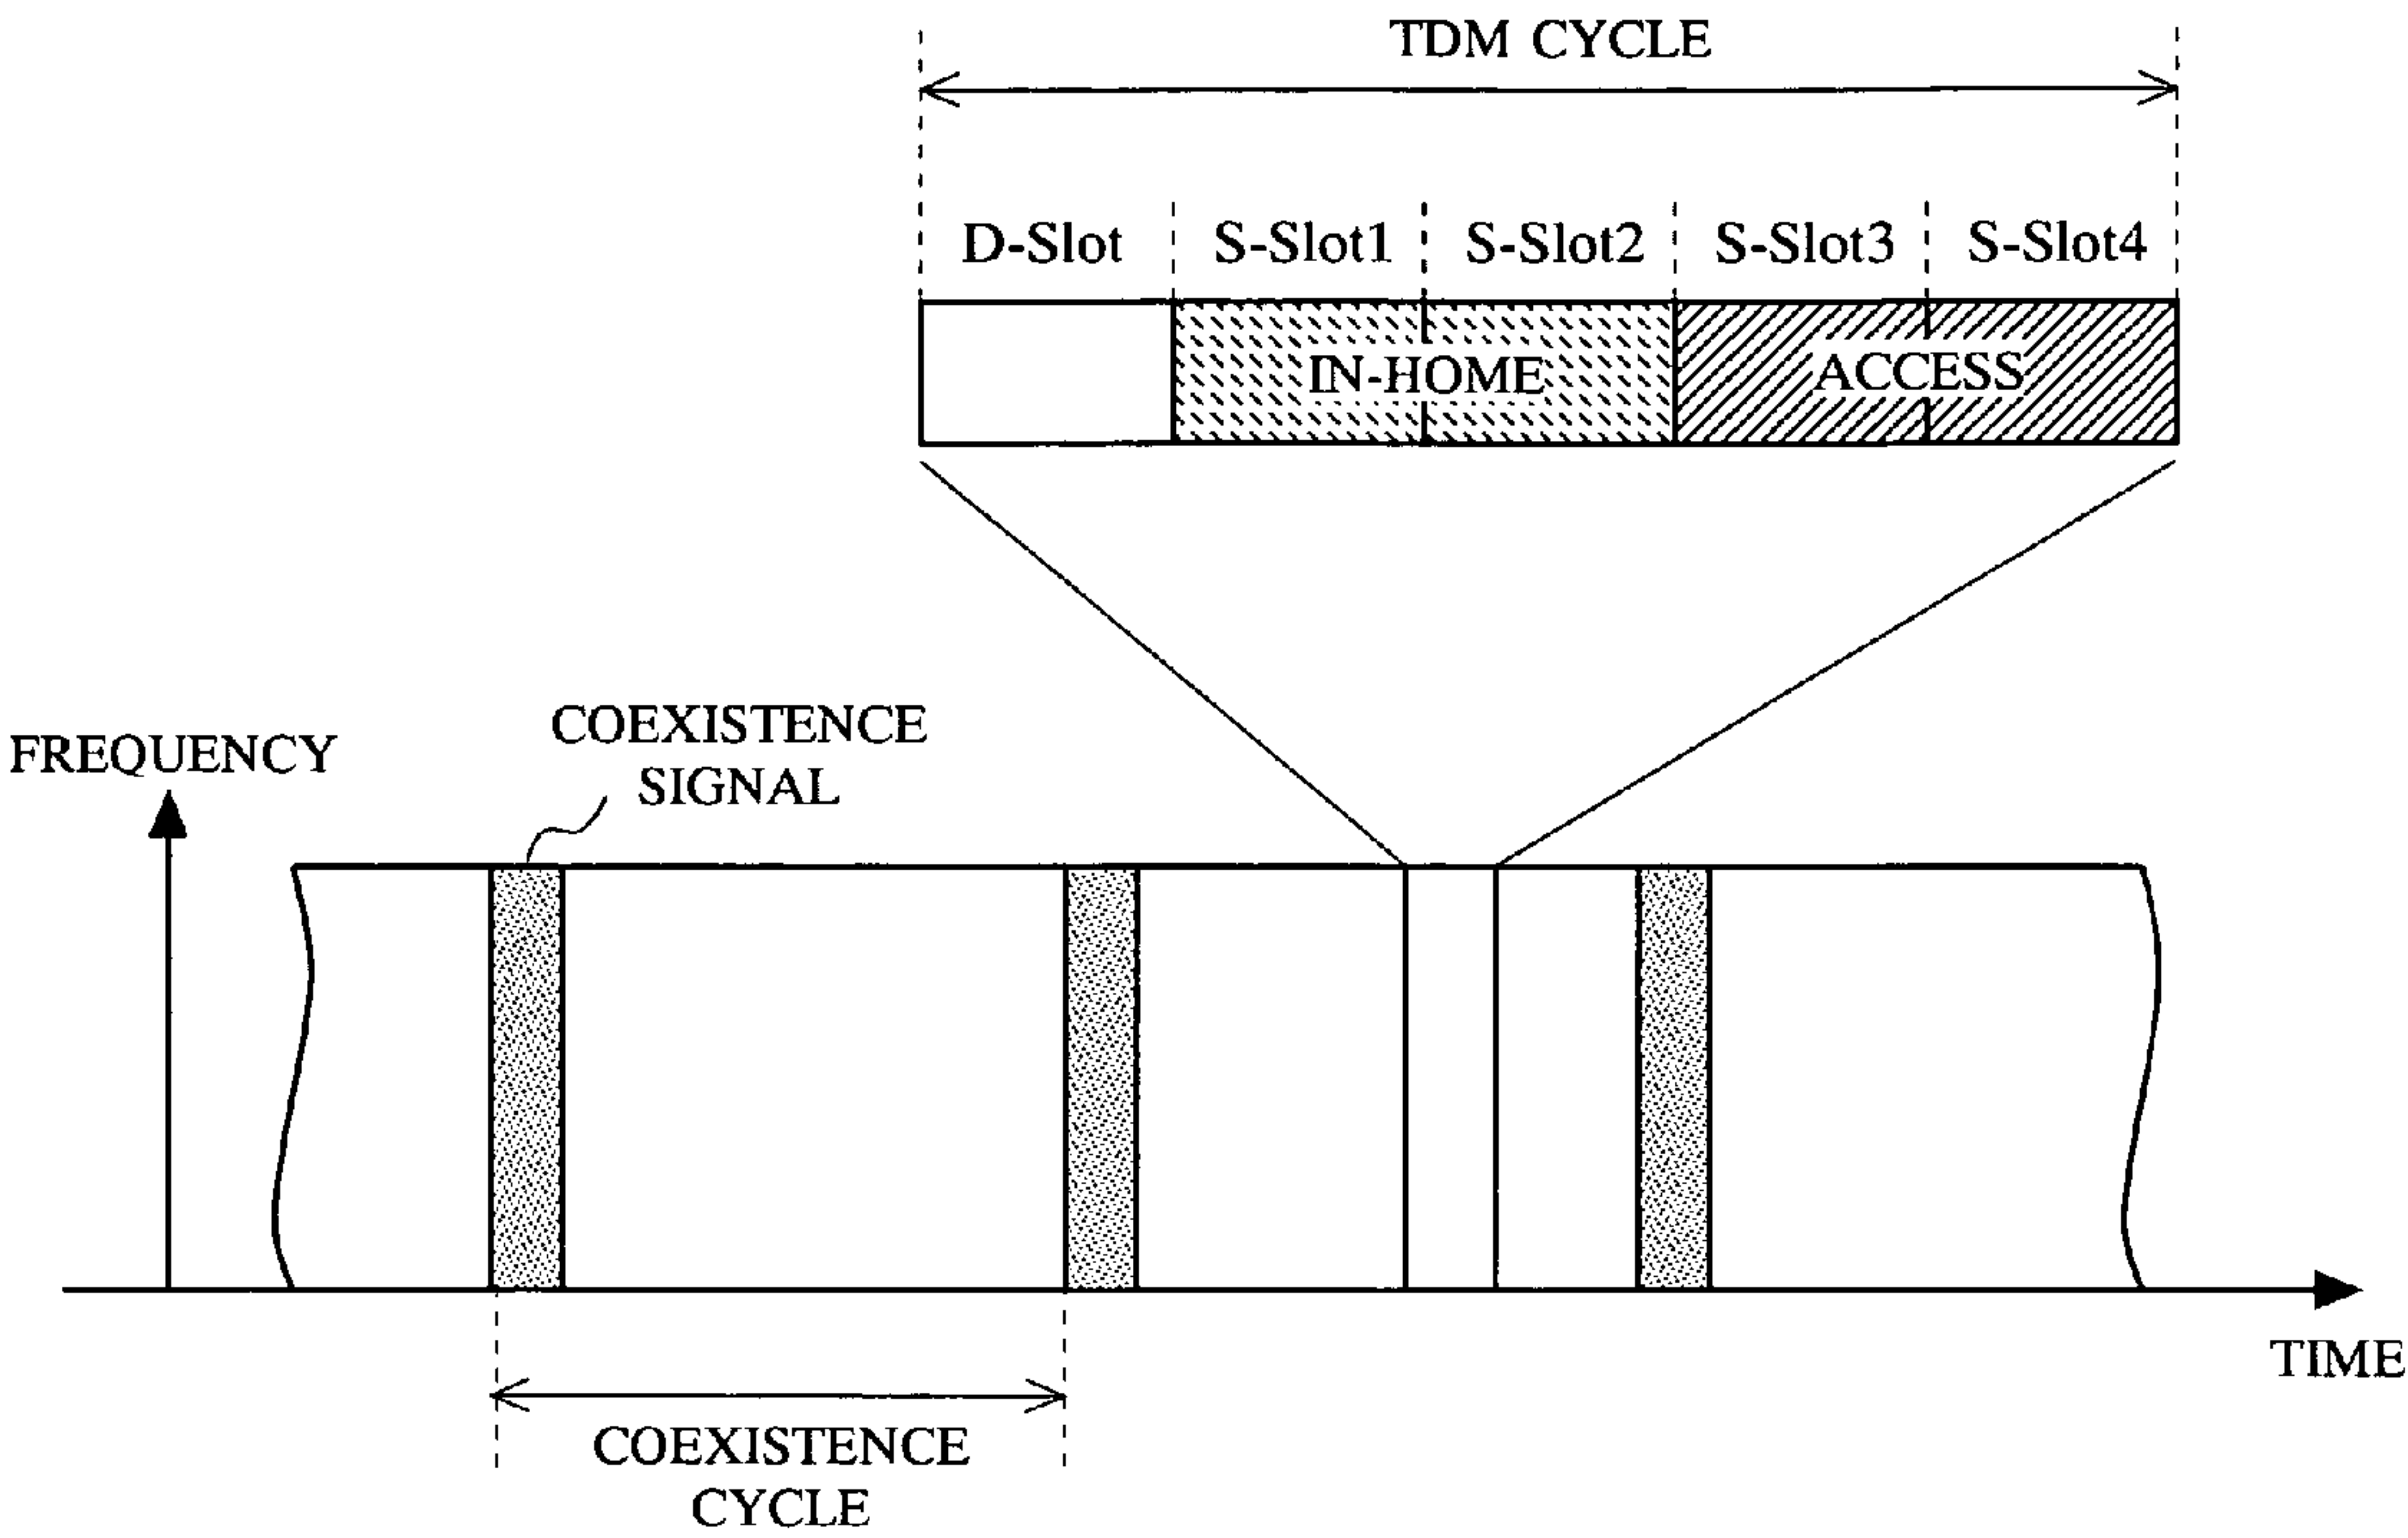 TDM CYCLE
D-Slot S-Slot1 S-Slot2 S-Slot3 S-Slot4
IN-HOME ACCESS
COEXISTENCE
SIGNAL
FREQUENCY
TIME
COEXISTENCE
CYCLE